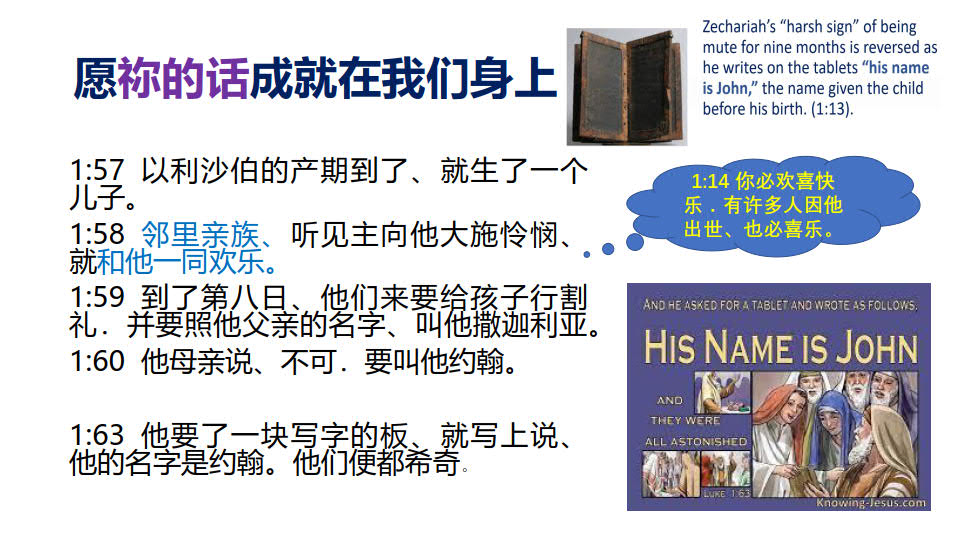 愿祢的话成就在我们身上
Zechariah’s “harsh sign” of being
mute for nine months is reversed as
he writes on the tablets “his name
is John,” the name given the child
before his birth. (1:13).
1:57 以利沙伯的产期到了、就生了一个
儿子。
1:58 邻里亲族、听见主向他大施怜悯、
就和他一同欢乐。
1:59 到了第八日、他们来要给孩子行割
礼．并要照他父亲的名字、叫他撒迦利亚。
1:60 他母亲说、不可．要叫他约翰。
1:63 他要了一块写字的板、就写上说、
他的名字是约翰。他们便都希奇。
1:14 你必欢喜快
乐．有许多人因他
出世、也必喜乐。
AND HE ASKED FOR A TABLET AND WROTE AS FOLLOWS,
HIS NAME IS JOHN
AND
THEY WERE
ALL ASTONISHED
LUKE 1:63
Knowing-Jesus.com